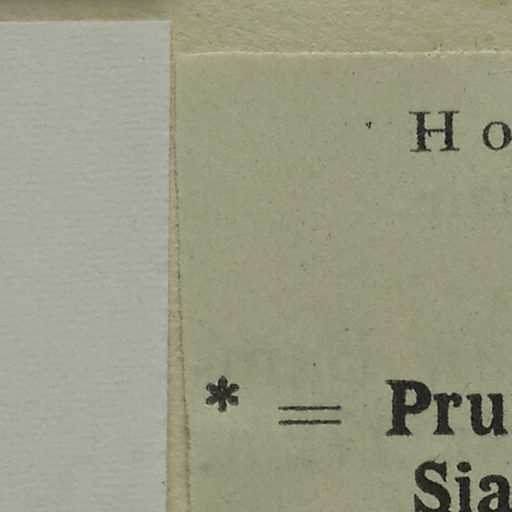 Ho
* = Pru
Sia